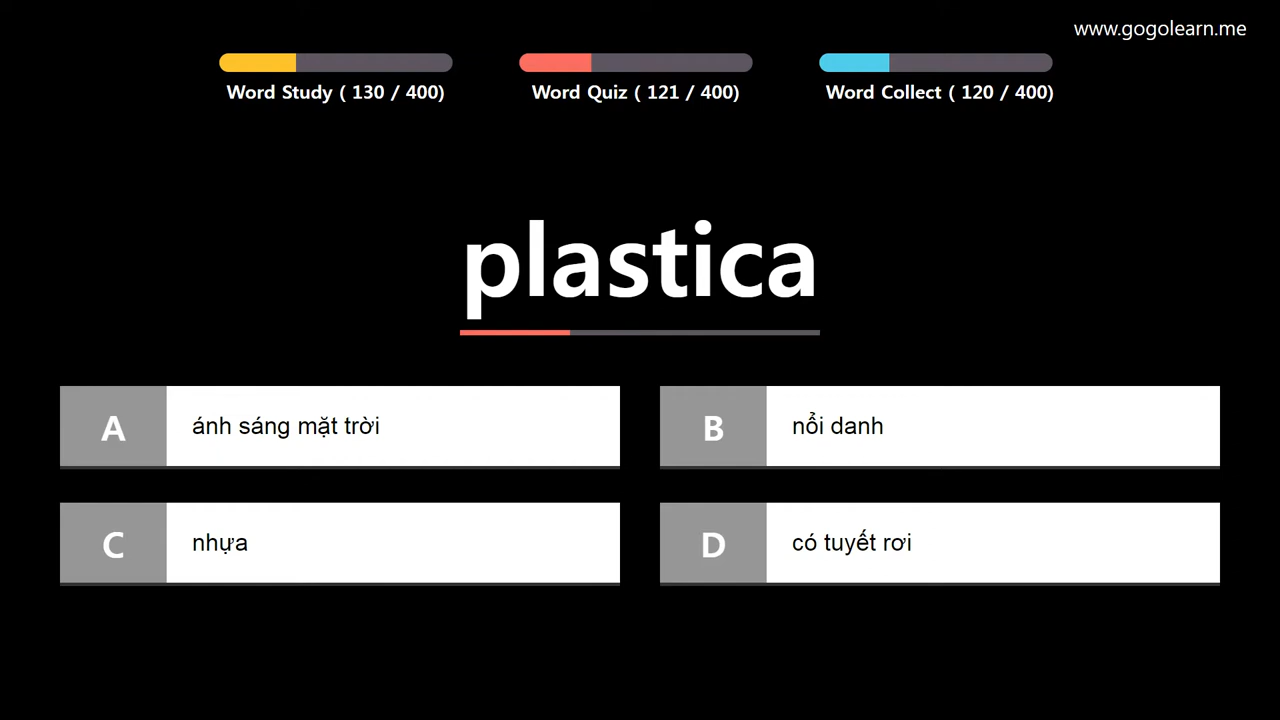 www.gogolearn.me
Word Study ( 130 / 400)
Word Quiz ( 121 / 400)
Word Collect ( 120 / 400)
plastica
A ánh sáng mặt trời
B nổi danh
C nhựa
D có tuyết rơi